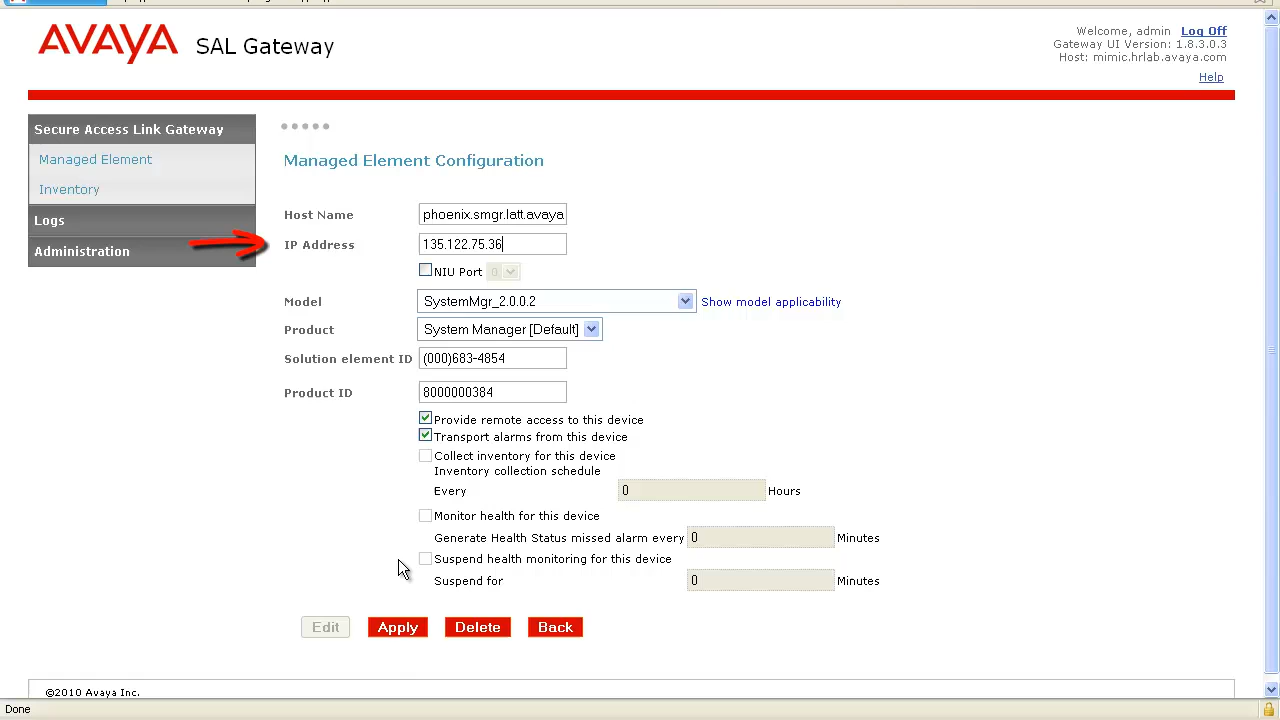 AVAYA SAL Gateway
Welcome, admin Log Off
Gateway UI Version: 1.8.3.0.3
Host: mimic.hrlab.avaya.com
Help
Secure Access Link Gateway
Managed Element
Inventory
Logs
Administration
Managed Element Configuration
Host Name phoenix.smgr.latt.avaya
IP Address 135.122.75.36
NIU Port 0
Model SystemMgr_2.0.0.2 Show model applicability
Product System Manager [Default]
Solution element ID (000)683-4854
Product ID 8000000384
Provide remote access to this device
Transport alarms from this device
Collect inventory for this device
Inventory collection schedule
Every 0 Hours
Monitor health for this device
Generate Health Status missed alarm every 0 Minutes
Suspend health monitoring for this device
Suspend for 0 Minutes
Edit Apply Delete Back
©2010 Avaya Inc.
Done